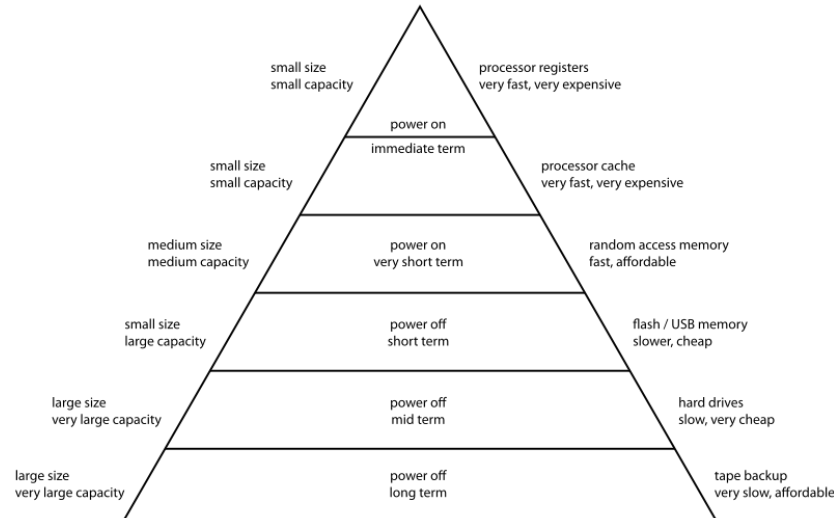 small size
small capacity
processor registers
very fast, very expensive
power on
immediate term
small size
small capacity
processor cache
very fast, very expensive
medium size
medium capacity
power on
very short term
random access memory
fast, affordable
small size
large capacity
power off
short term
flash / USB memory
slower, cheap
large size
very large capacity
power off
mid term
hard drives
slow, very cheap
large size
very large capacity
power off
long term
tape backup
very slow, affordable